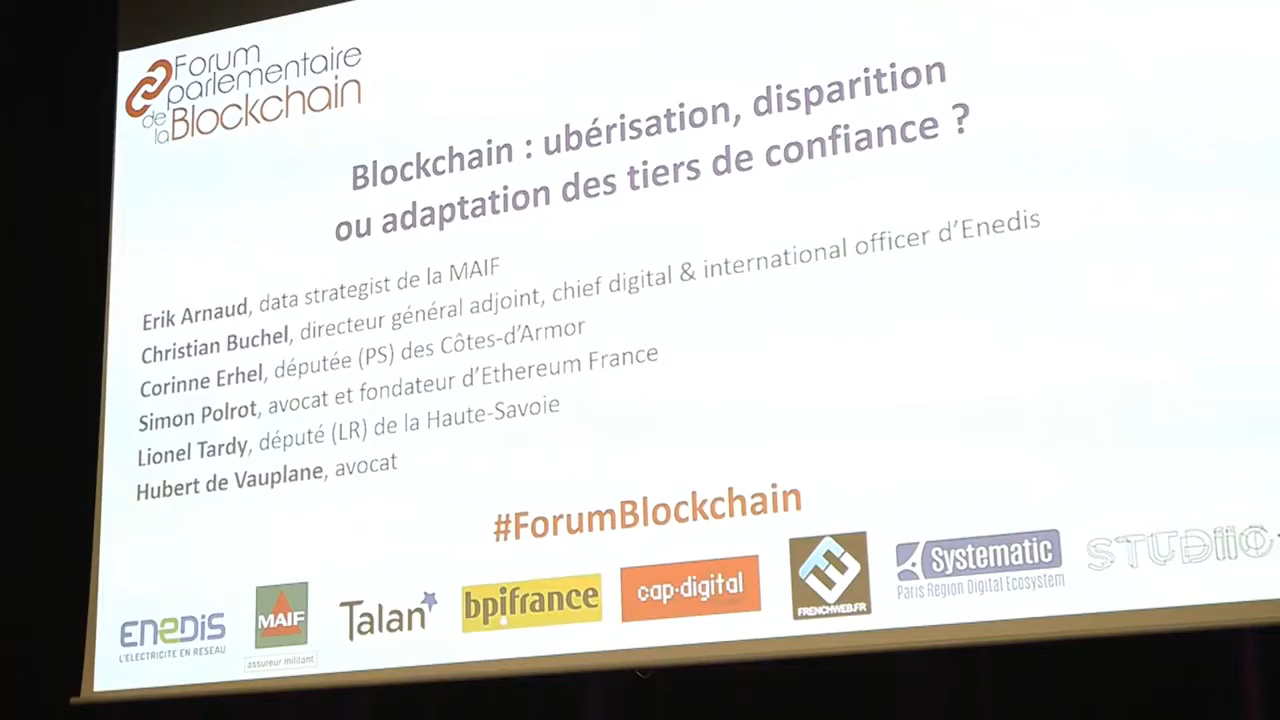 Forum
parlementaire
de la Blockchain
Blockchain : ubérisation, disparition
ou adaptation des tiers de confiance ?
Erik Arnaud, data strategist de la MAIF
Christian Buchel, directeur général adjoint, chief digital & international officer d'Enedis
Corinne Erhel, députée (PS) des Côtes-d'Armor
Simon Polrot, avocat et fondateur d'Ethereum France
Lionel Tardy, député (LR) de la Haute-Savoie
Hubert de Vauplane, avocat
#ForumBlockchain
ENEDIS
L'ELECTRICITE EN RESEAU
MAIF
assureur militant
Talan
bpifrance
cap·digital
FRENCHWEB.FR
Systematic
Paris Region Digital Ecosystem